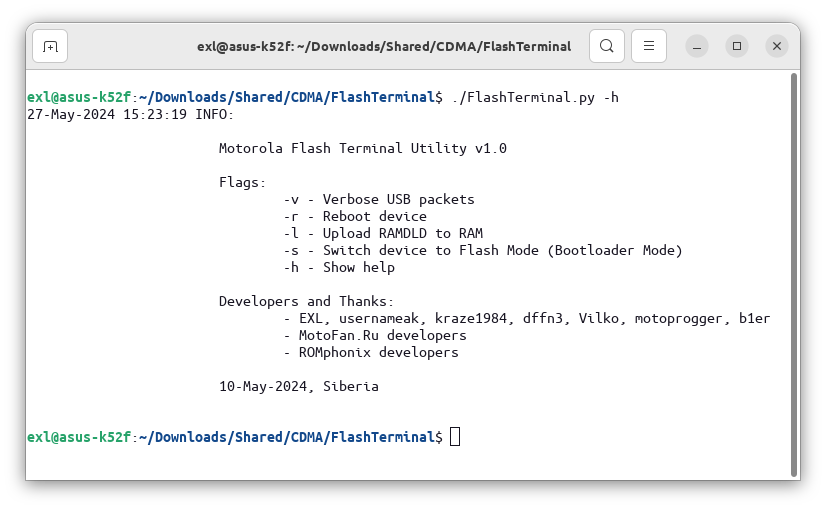 exl@asus-k52f: ~/Downloads/Shared/CDMA/FlashTerminal
exl@asus-k52f:~/Downloads/Shared/CDMA/FlashTerminal$ ./FlashTerminal.py -h
27-May-2024 15:23:19 INFO:
Motorola Flash Terminal Utility v1.0
Flags:
-v - Verbose USB packets
-r - Reboot device
-l - Upload RAMDLD to RAM
-s - Switch device to Flash Mode (Bootloader Mode)
-h - Show help
Developers and Thanks:
- EXL, usernameak, kraze1984, dffn3, Vilko, motoprogger, b1er
- MotoFan.Ru developers
- ROMphonix developers
10-May-2024, Siberia
exl@asus-k52f:~/Downloads/Shared/CDMA/FlashTerminal$